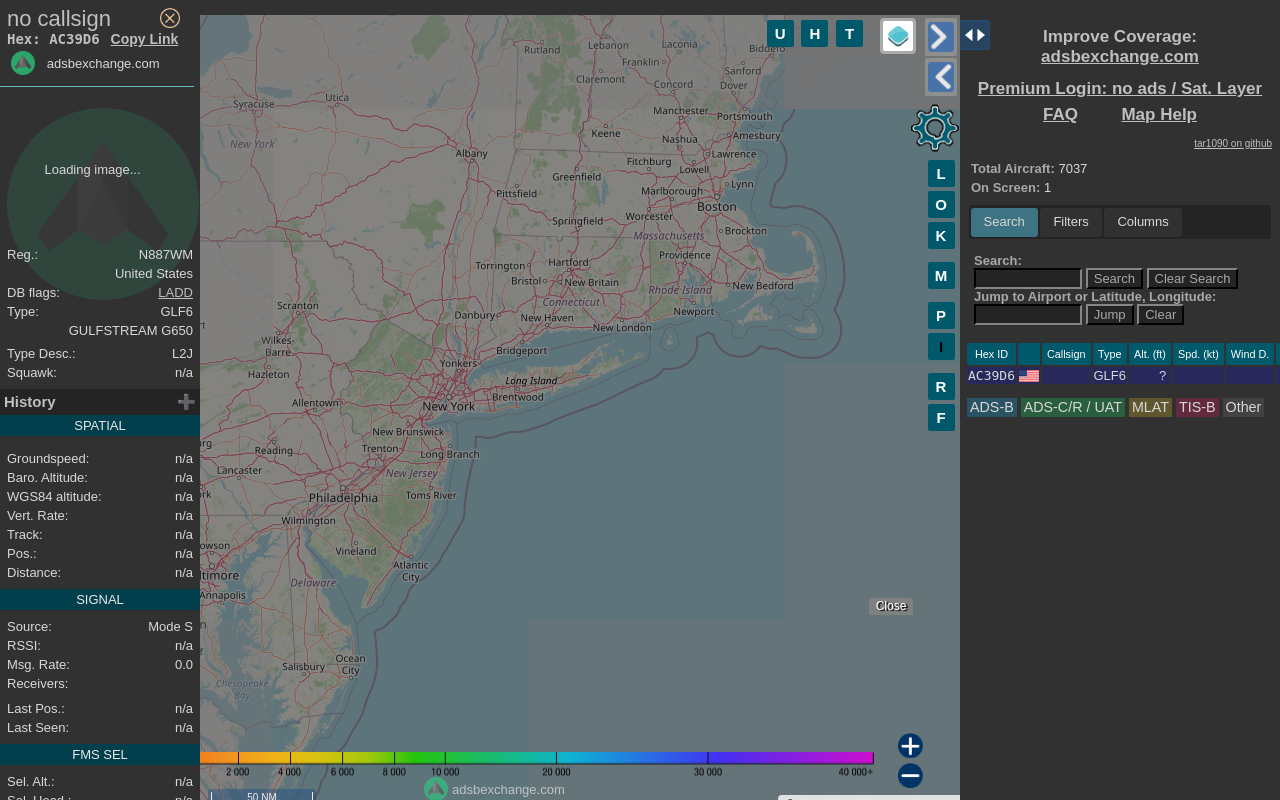 no callsign
Hex: AC39D6 Copy Link
adsbexchange.com
Loading image...
Reg.: N887WM
United States
DB flags: LADD
Type: GLF6
GULFSTREAM G650
Type Desc.: L2J
Squawk: n/a
History
SPATIAL
Groundspeed: n/a
Baro. Altitude: n/a
WGS84 altitude: n/a
Vert. Rate: n/a
Track: n/a
Pos.: n/a
Distance: n/a
SIGNAL
Source: Mode S
RSSI: n/a
Msg. Rate: 0.0
Receivers:
Last Pos.: n/a
Last Seen: n/a
FMS SEL
Sel. Alt.: n/a
Sel. Head.: n/a
U H T
Rutland
Lebanon
Laconia
Biddefo
Franklin
Claremont
Sanford
Concord
Dover
Utica
Syracuse
Manchester
Portsmouth
Keene
Amesbury
Nashua
New York
Albany
Lawrence
Fitchburg
Lowell
Greenfield
Lynn
Pittsfield
Marlborough
Boston
Worcester
Springfield
Brockton
Massachusetts
Providence
Hartford
Torrington
Bristol
New Britain
Rhode Island
New Bedford
Connecticut
Scranton
Danbury
New Haven
Newport
New London
rt
Wilkes-
Barre
Bridgeport
Yonkers
Hazleton
Long Island
Brentwood
Allentown
New York
New Brunswick
urg
Reading
Trenton
Long Branch
Lancaster
New Jersey
rk
Philadelphia
Toms River
Wilmington
owson
Vineland
Atlantic
City
ltimore
Delaware
Annapolis
n
Ocean
City
Salisbury
Chesapeake
Bay
L
O
K
M
P
I
R
F
Close
2 000 4 000 6 000 8 000 10 000 20 000 30 000 40 000+
adsbexchange.com
50 NM
Improve Coverage:
adsbexchange.com
Premium Login: no ads / Sat. Layer
FAQ Map Help
tar1090 on github
Total Aircraft: 7037
On Screen: 1
Search Filters Columns
Search:
Search Clear Search
Jump to Airport or Latitude, Longitude:
Jump Clear
Hex ID Callsign Type Alt. (ft) Spd. (kt) Wind D.
AC39D6 GLF6 ?
ADS-B ADS-C/R / UAT MLAT TIS-B Other